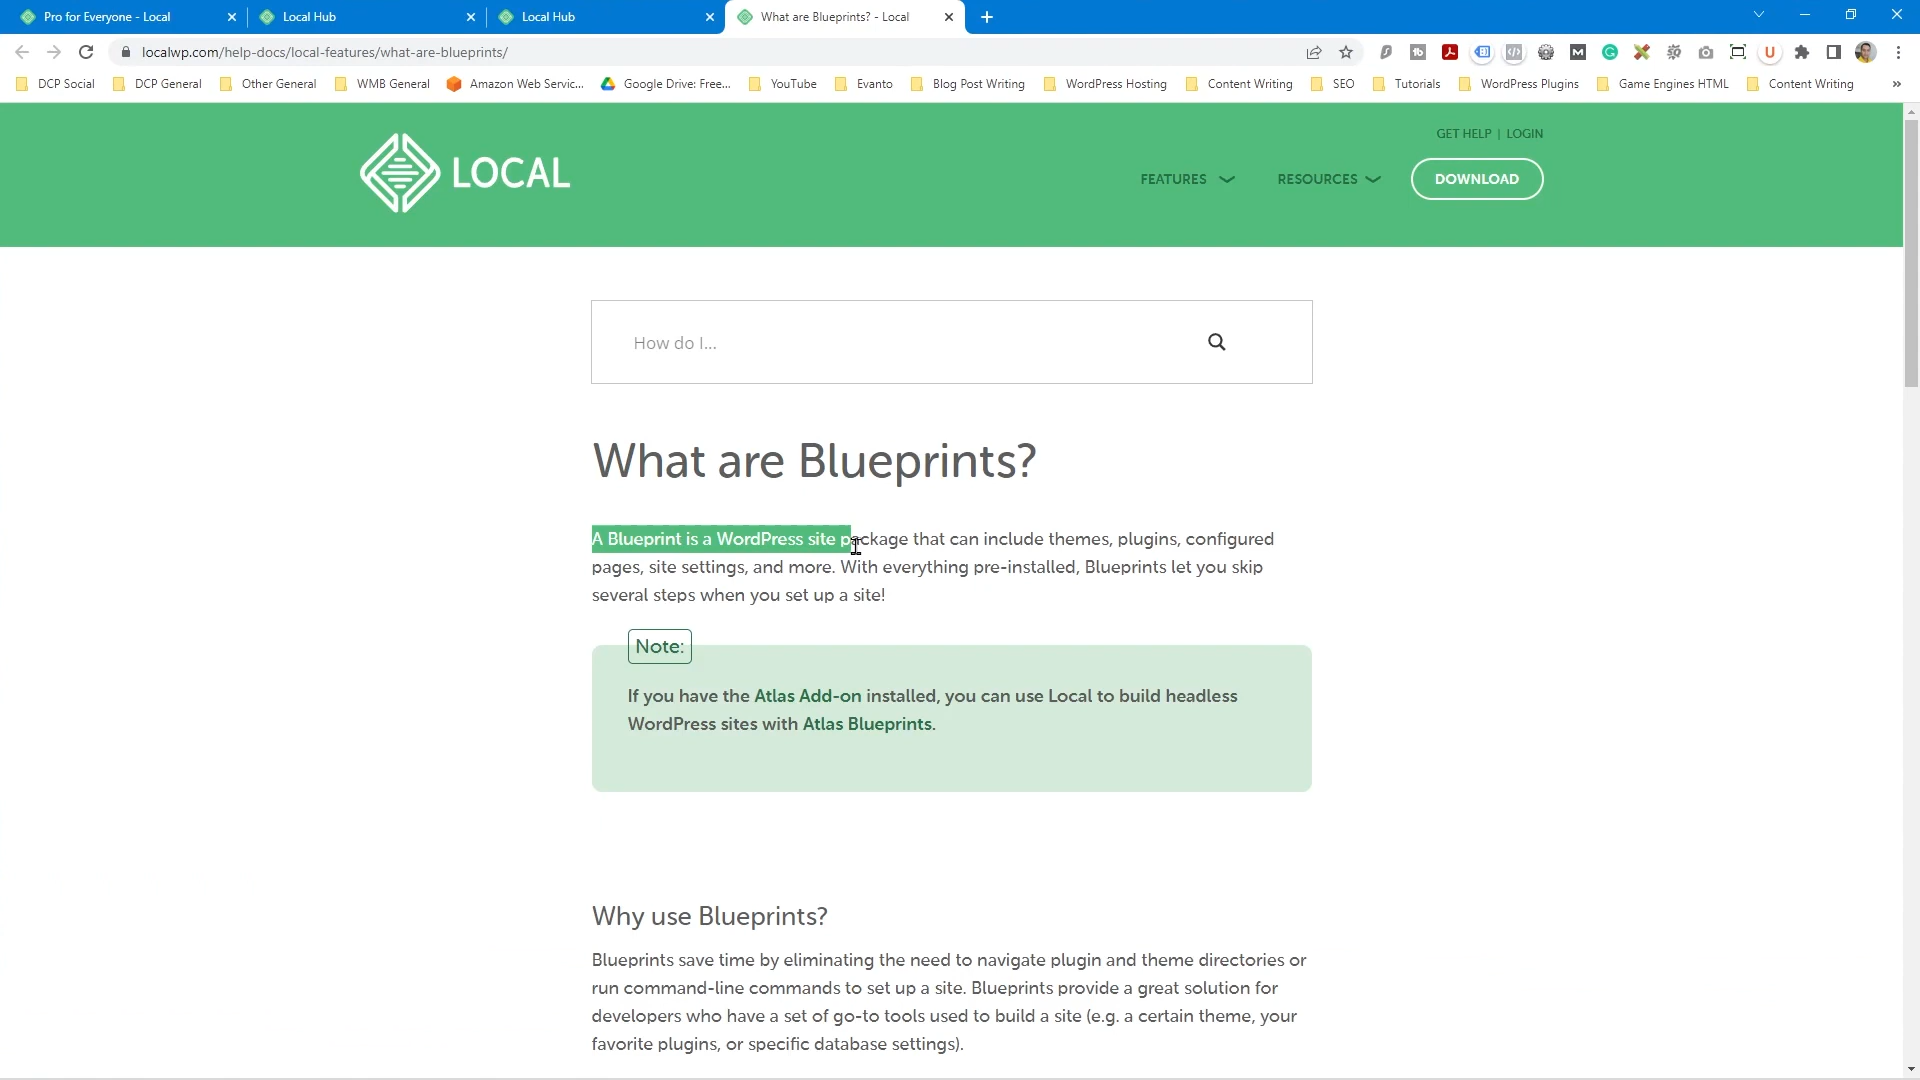 Pro for Everyone - Local
Local Hub
Local Hub
What are Blueprints? - Local
localwp.com/help-docs/local-features/what-are-blueprints/
DCP Social
DCP General
Other General
WMB General
Amazon Web Servic...
Google Drive: Free...
YouTube
Evanto
Blog Post Writing
WordPress Hosting
Content Writing
SEO
Tutorials
WordPress Plugins
Game Engines HTML
Content Writing
GET HELP | LOGIN
LOCAL
FEATURES
RESOURCES
DOWNLOAD
How do I...
What are Blueprints?
A Blueprint is a WordPress site package that can include themes, plugins, configured
pages, site settings, and more. With everything pre-installed, Blueprints let you skip
several steps when you set up a site!
Note:
If you have the Atlas Add-on installed, you can use Local to build headless
WordPress sites with Atlas Blueprints.
Why use Blueprints?
Blueprints save time by eliminating the need to navigate plugin and theme directories or
run command-line commands to set up a site. Blueprints provide a great solution for
developers who have a set of go-to tools used to build a site (e.g. a certain theme, your
favorite plugins, or specific database settings).